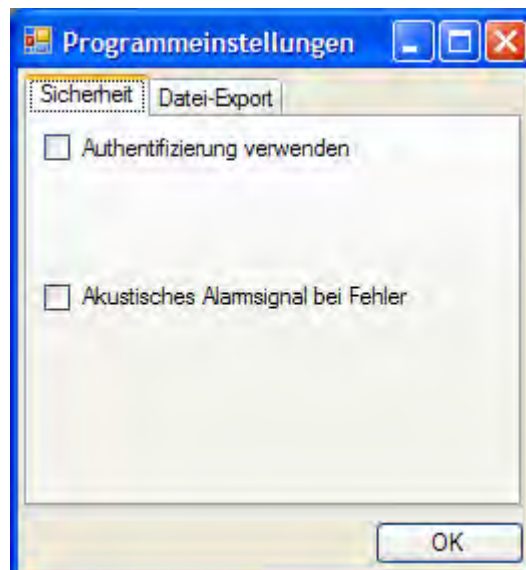 Programmeinstellungen
Sicherheit
Datei-Export
Authentifizierung verwenden
Akustisches Alarmsignal bei Fehler
OK